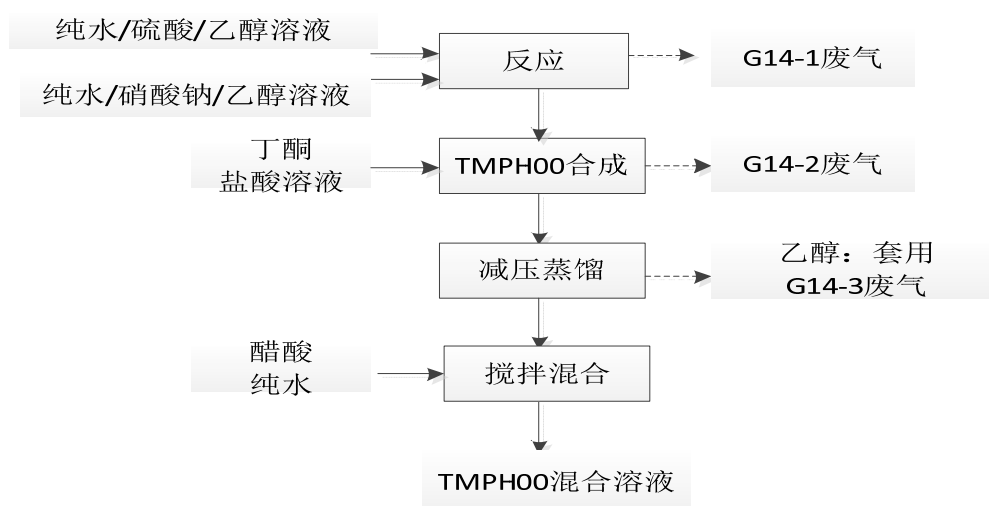 纯水/硫酸/乙醇溶液
反应
G14-1废气
纯水/硝酸钠/乙醇溶液
丁酮
盐酸溶液
TMPH00合成
G14-2废气
减压蒸馏
乙醇：套用
G14-3废气
醋酸
纯水
搅拌混合
TMPH00混合溶液